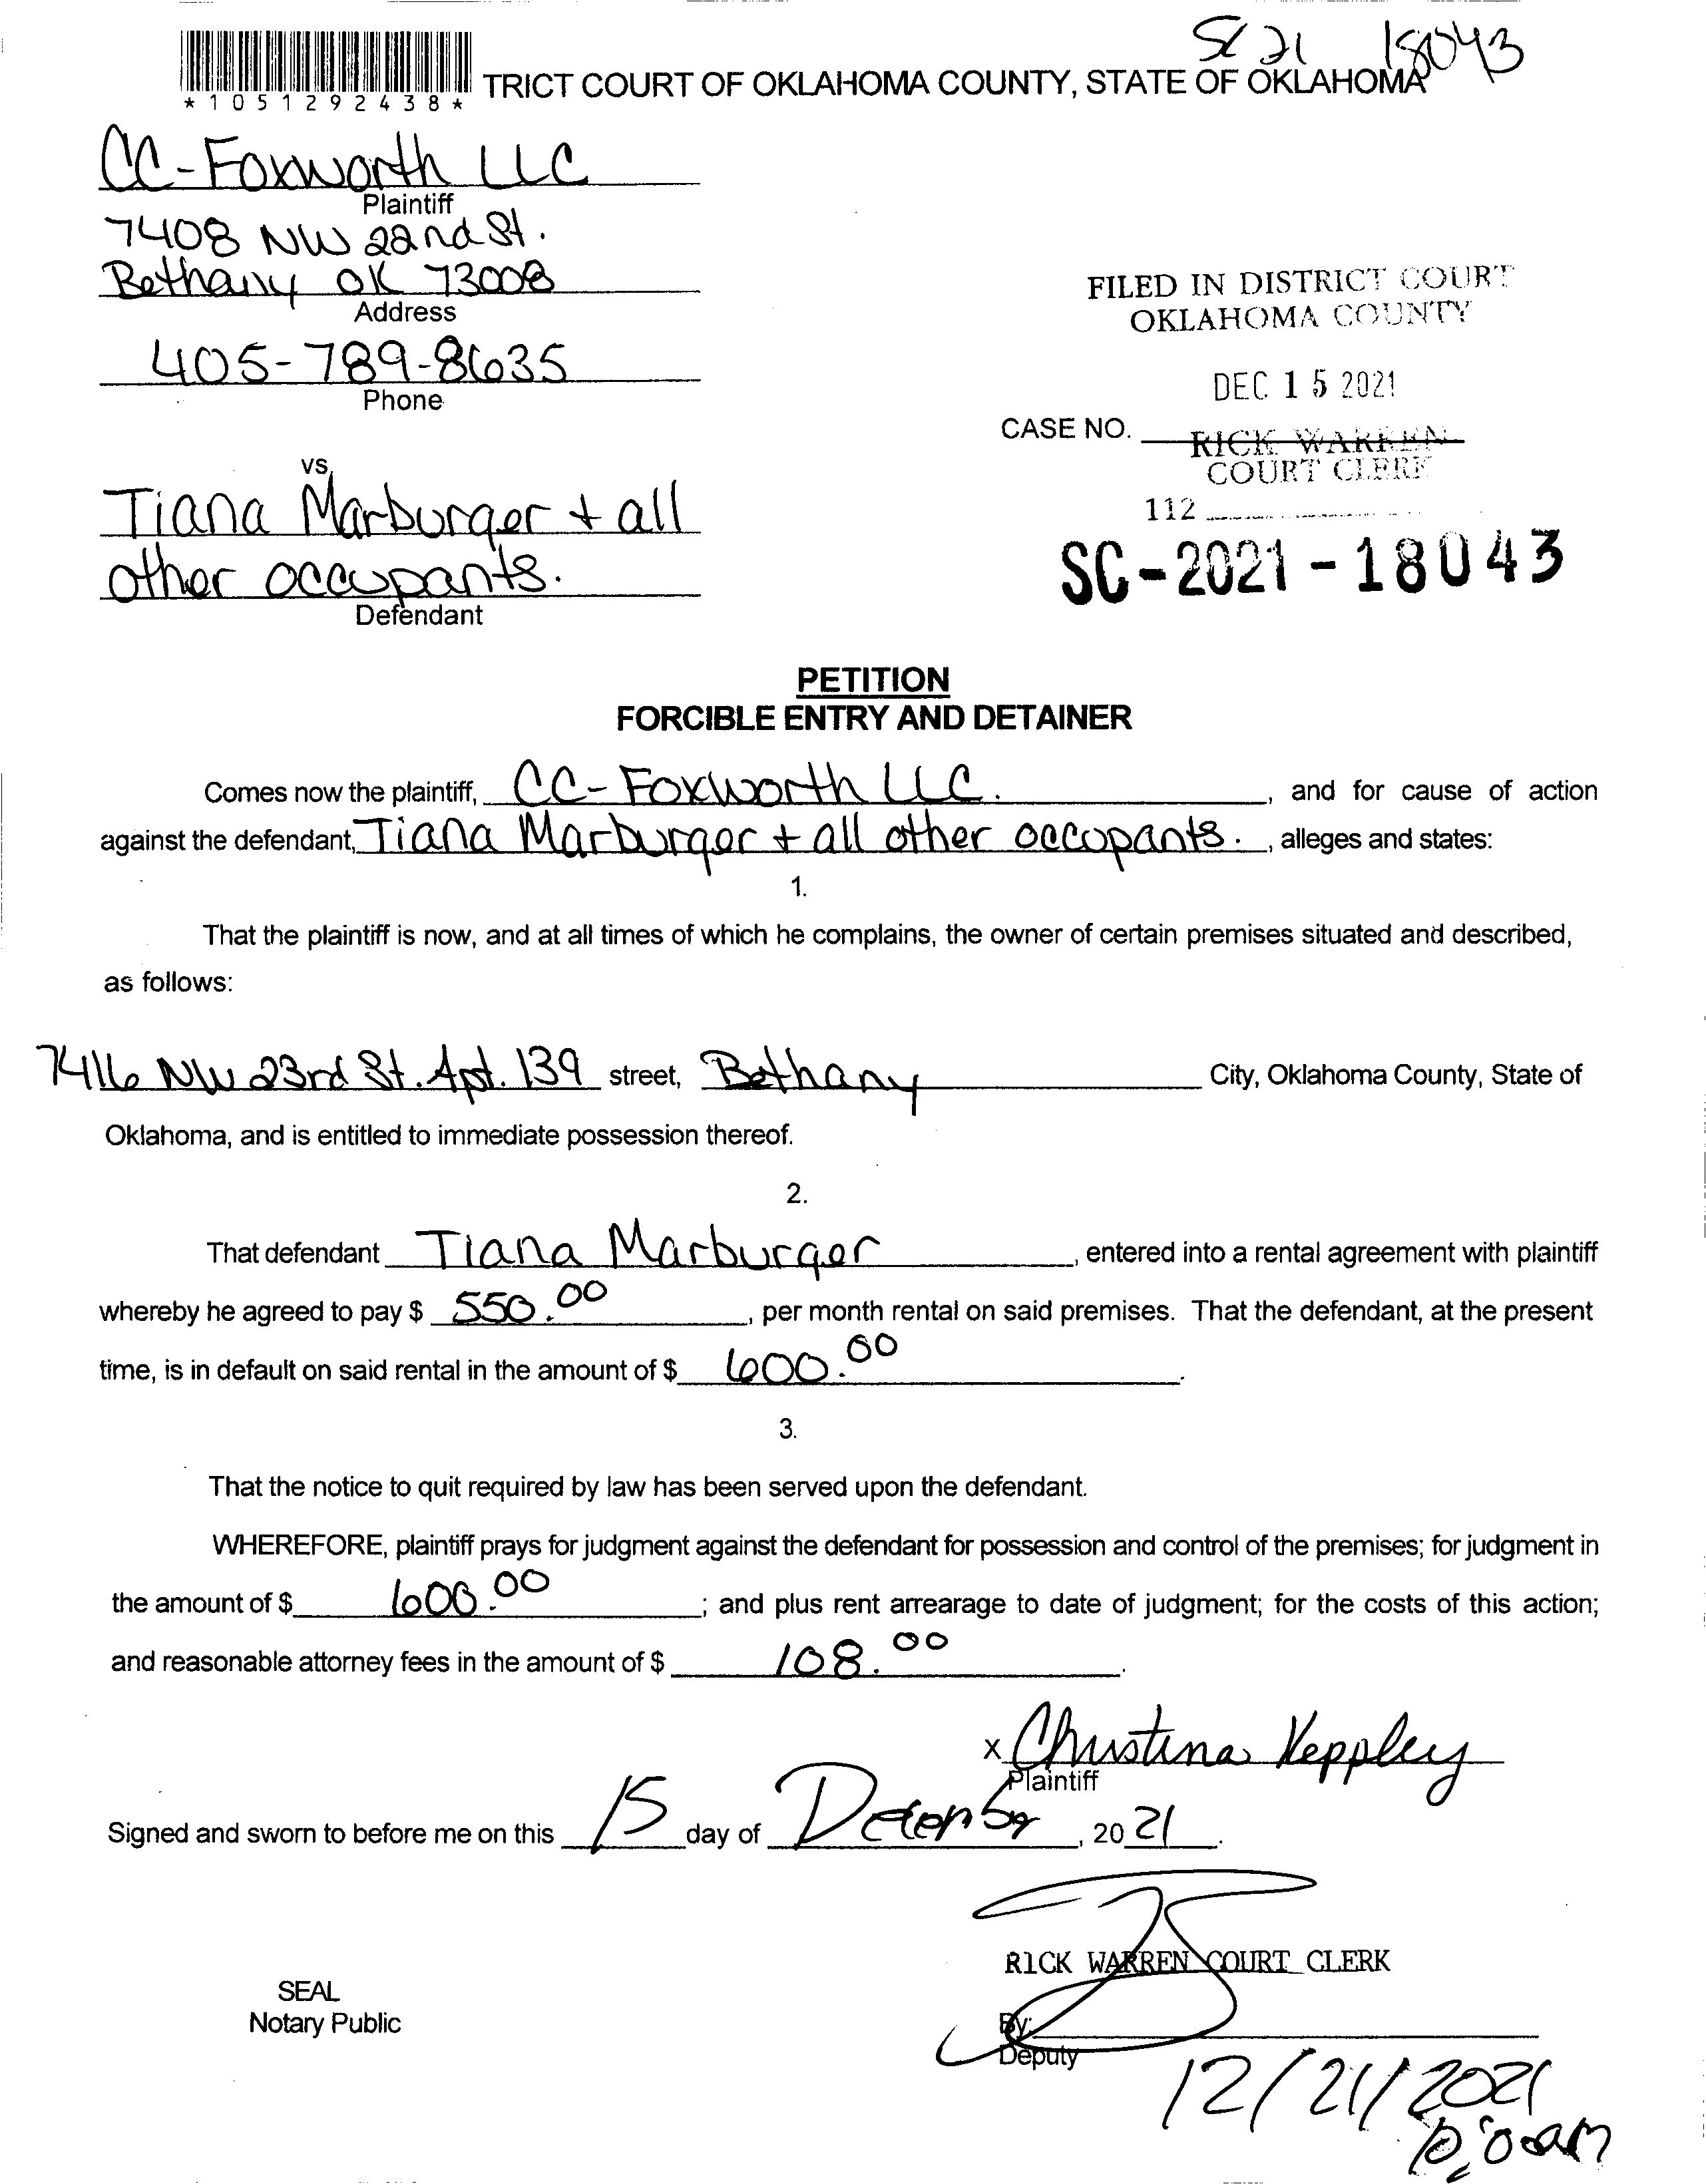 SC 21 18043
*1051292438*
TRICT COURT OF OKLAHOMA COUNTY, STATE OF OKLAHOMA
CC-Foxworth LLC
Plaintiff
7408 NW 22nd St.
Bethany OK 73008
Address
405-789-8635
Phone
FILED IN DISTRICT COURT
OKLAHOMA COUNTY
DEC 15 2021
CASE NO.
RICK WARREN
COURT CLERK
112
SC-2021-18043
vs.
Tiana Marburger + all
other occupants.
Defendant
PETITION
FORCIBLE ENTRY AND DETAINER
Comes now the plaintiff, CC-Foxworth LLC. , and for cause of action
against the defendant, Tiana Marburger + all other occupants. , alleges and states:
1.
That the plaintiff is now, and at all times of which he complains, the owner of certain premises situated and described,
as follows:
7416 NW 23rd St. Apt. 139 street, Bethany City, Oklahoma County, State of
Oklahoma, and is entitled to immediate possession thereof.
2.
That defendant Tiana Marburger , entered into a rental agreement with plaintiff
whereby he agreed to pay $ 550.00 , per month rental on said premises. That the defendant, at the present
time, is in default on said rental in the amount of $ 600.00 .
3.
That the notice to quit required by law has been served upon the defendant.
WHEREFORE, plaintiff prays for judgment against the defendant for possession and control of the premises; for judgment in
the amount of $ 600.00 ; and plus rent arrearage to date of judgment; for the costs of this action;
and reasonable attorney fees in the amount of $ 108.00 .
x Christina Keppley
Plaintiff
Signed and sworn to before me on this 15 day of December , 20 21 .
RICK WARREN COURT CLERK
SEAL
Notary Public
By:
Deputy
12/21/2021